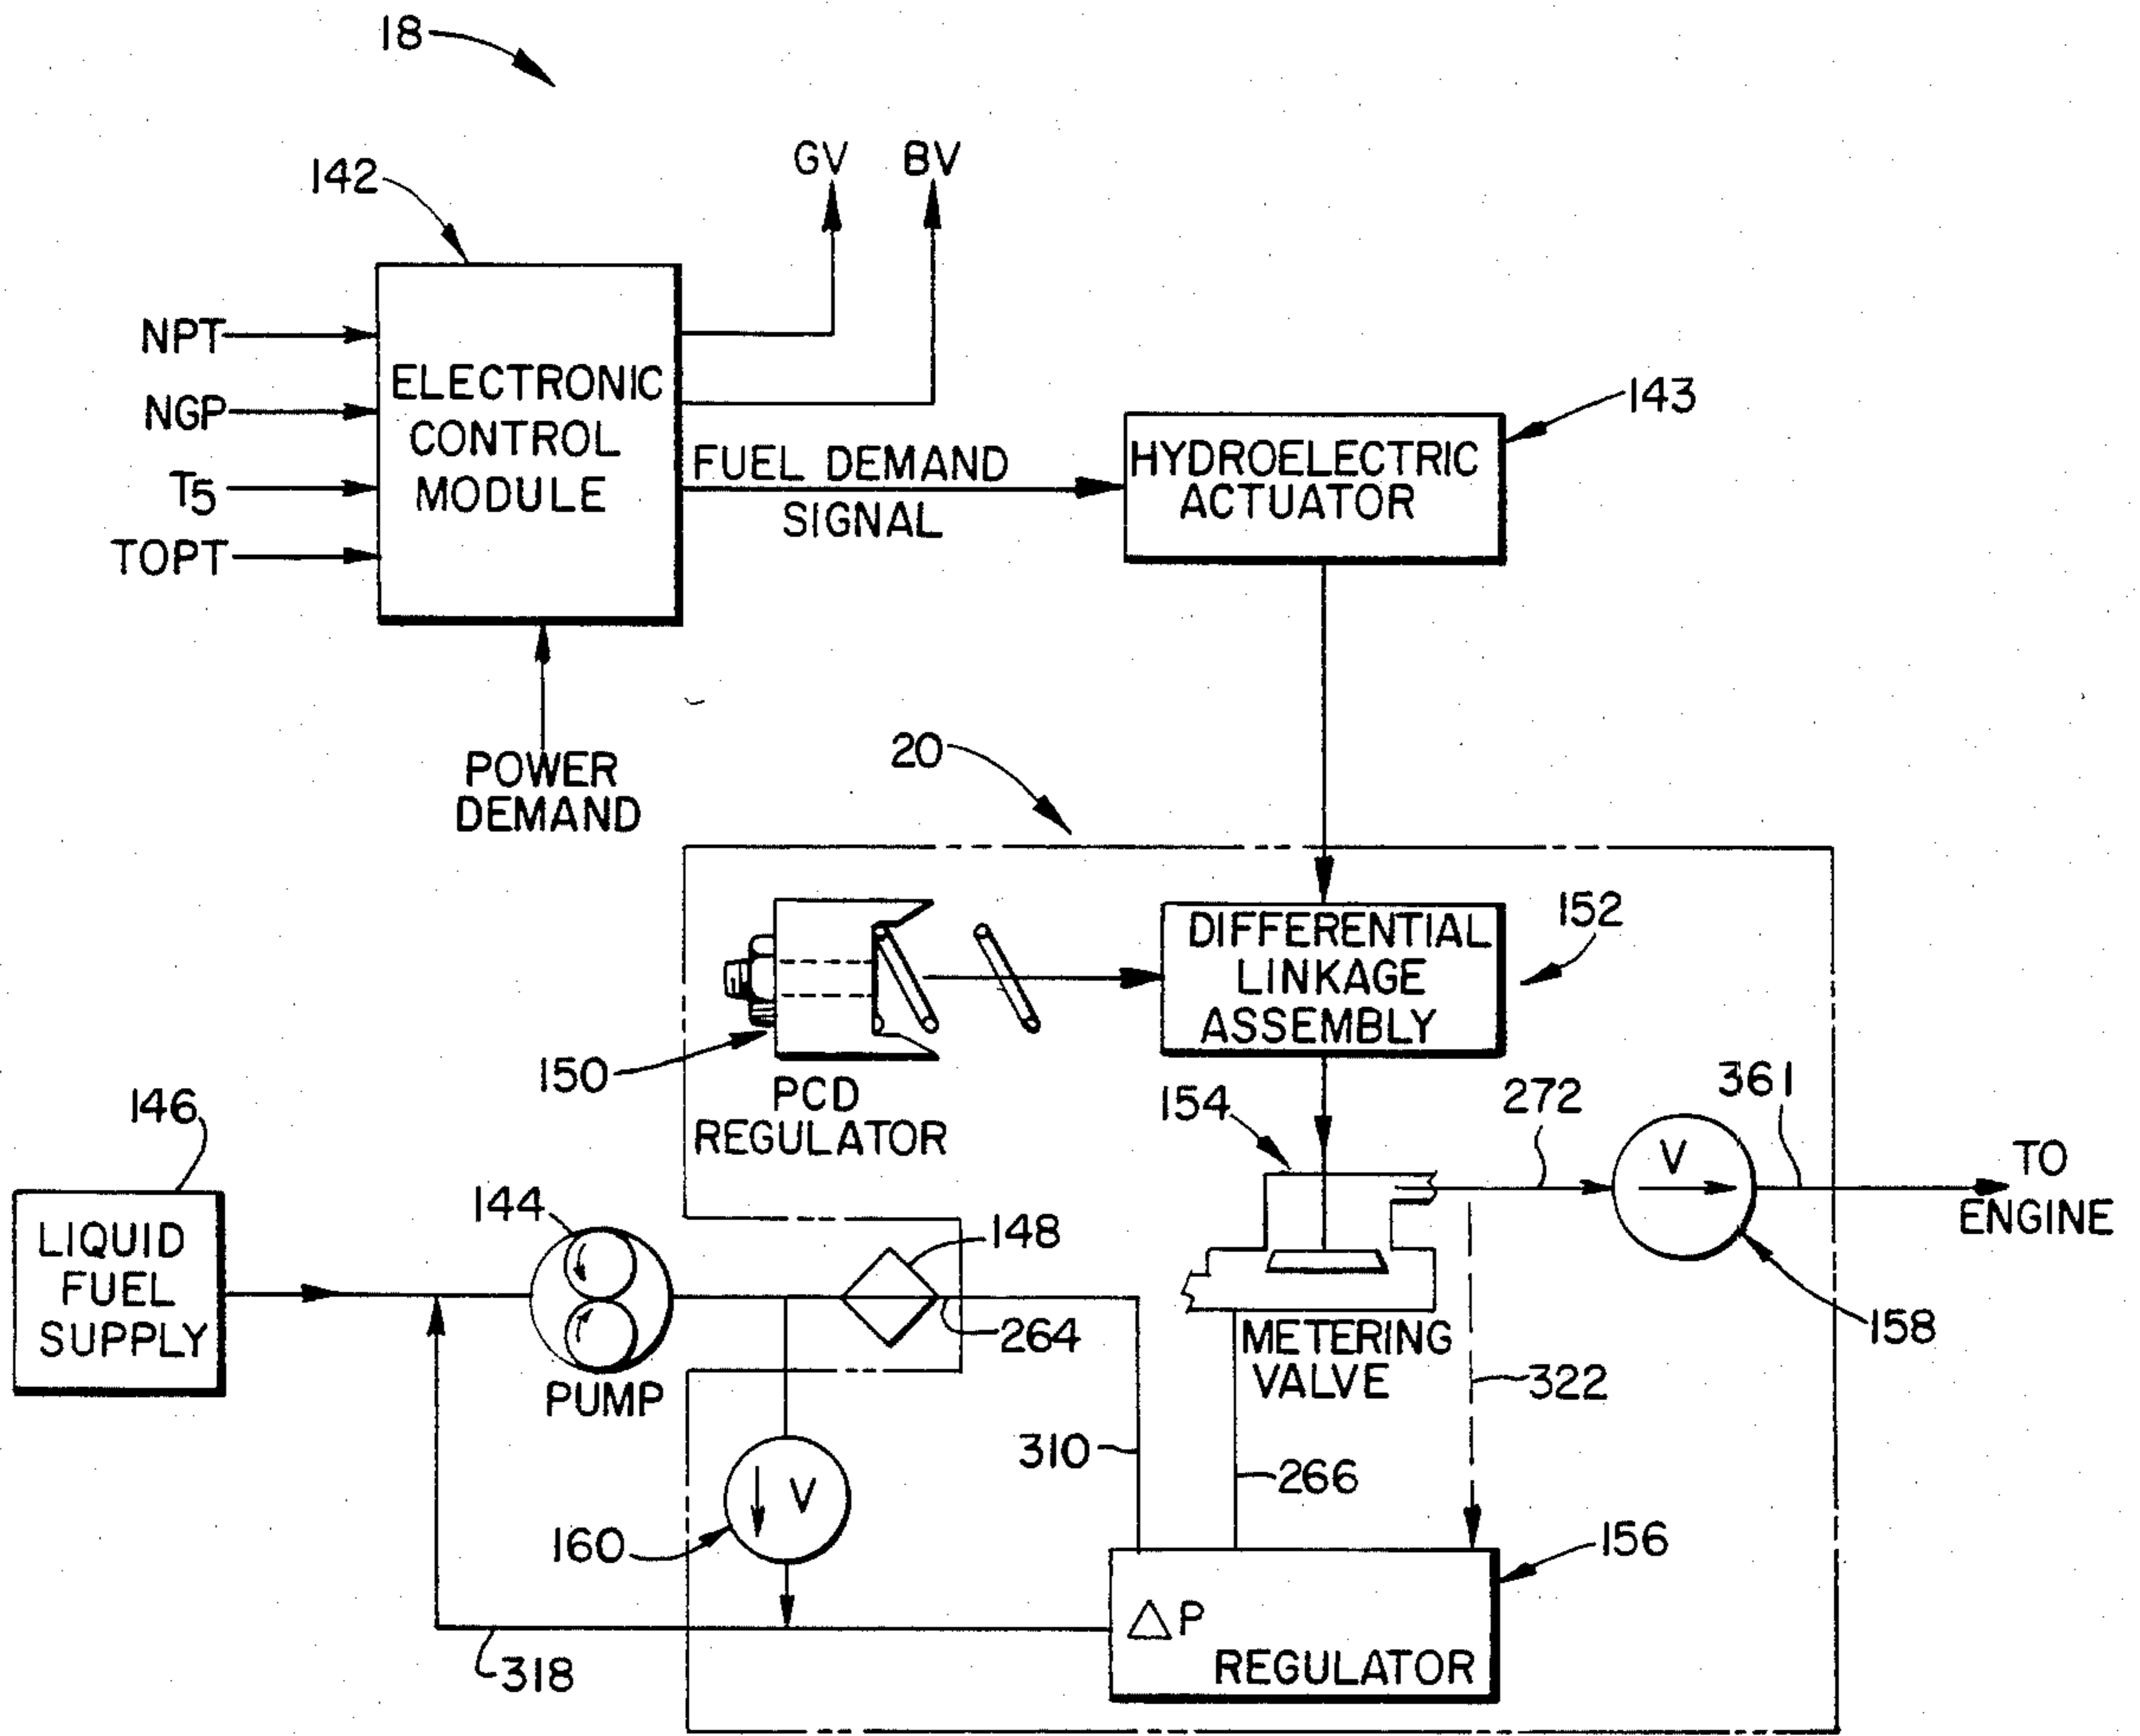 18
GV
BV
142
NPT
NGP
T5
TOPT
ELECTRONIC
CONTROL
MODULE
FUEL DEMAND
SIGNAL
HYDROELECTRIC
ACTUATOR
143
POWER
DEMAND
20
DIFFERENTIAL
LINKAGE
ASSEMBLY
152
150
PCD
REGULATOR
146
LIQUID
FUEL
SUPPLY
144
PUMP
148
264
154
METERING
VALVE
272
V
361
TO
ENGINE
158
322
310
266
160
V
156
△P
REGULATOR
318